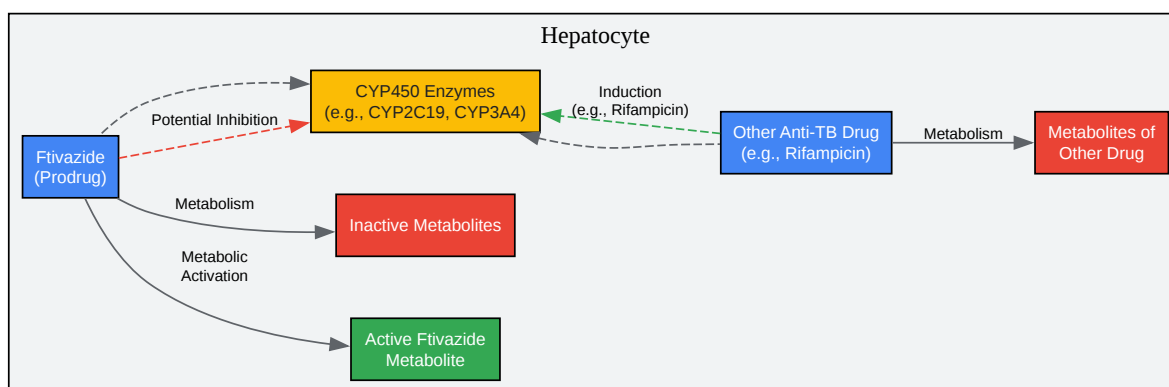 Hepatocyte
CYP450 Enzymes
(e.g., CYP2C19, CYP3A4)
Induction
(e.g., Rifampicin)
Potential Inhibition
Other Anti-TB Drug
(e.g., Rifampicin)
Metabolism
Metabolites of
Other Drug
Ftivazide
(Prodrug)
Metabolism
Inactive Metabolites
Metabolic
Activation
Active Ftivazide
Metabolite